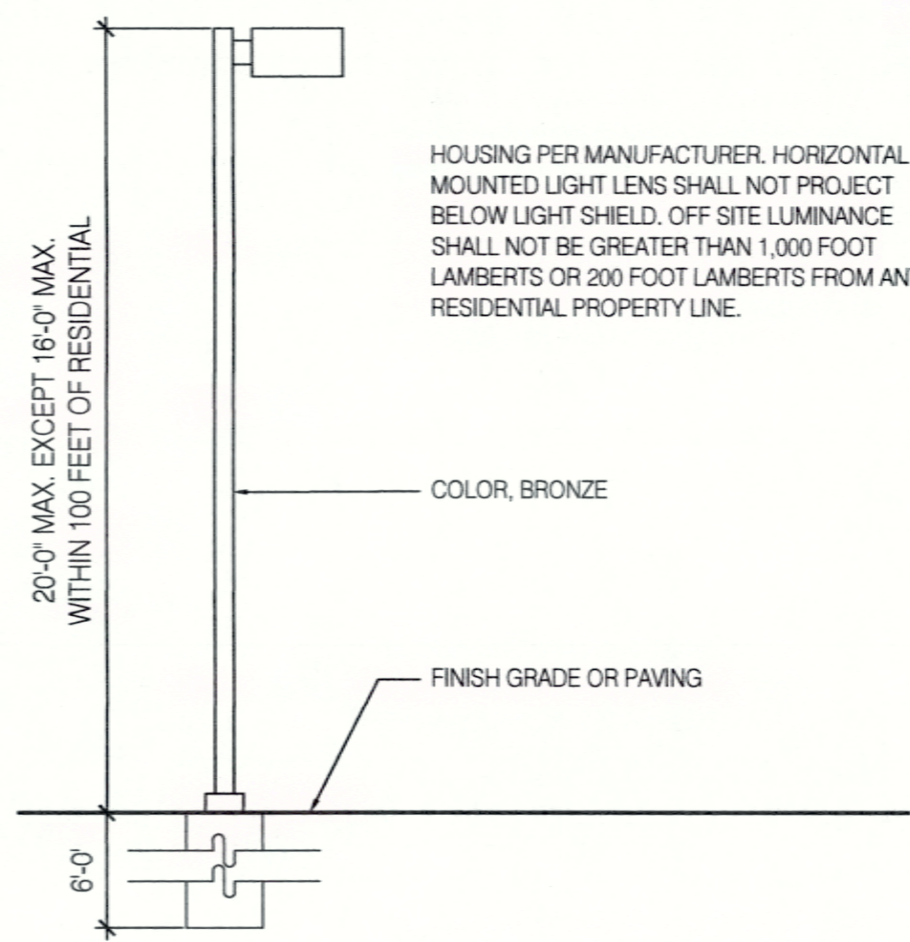 HOUSING PER MANUFACTURER. HORIZONTAL
MOUNTED LIGHT LENS SHALL NOT PROJECT
BELOW LIGHT SHIELD. OFF SITE LUMINANCE
SHALL NOT BE GREATER THAN 1,000 FOOT
LAMBERTS OR 200 FOOT LAMBERTS FROM AN
RESIDENTIAL PROPERTY LINE.
20'-0" MAX. EXCEPT 16'-0" MAX.
WITHIN 100 FEET OF RESIDENTIAL
COLOR, BRONZE
FINISH GRADE OR PAVING
6'-0'